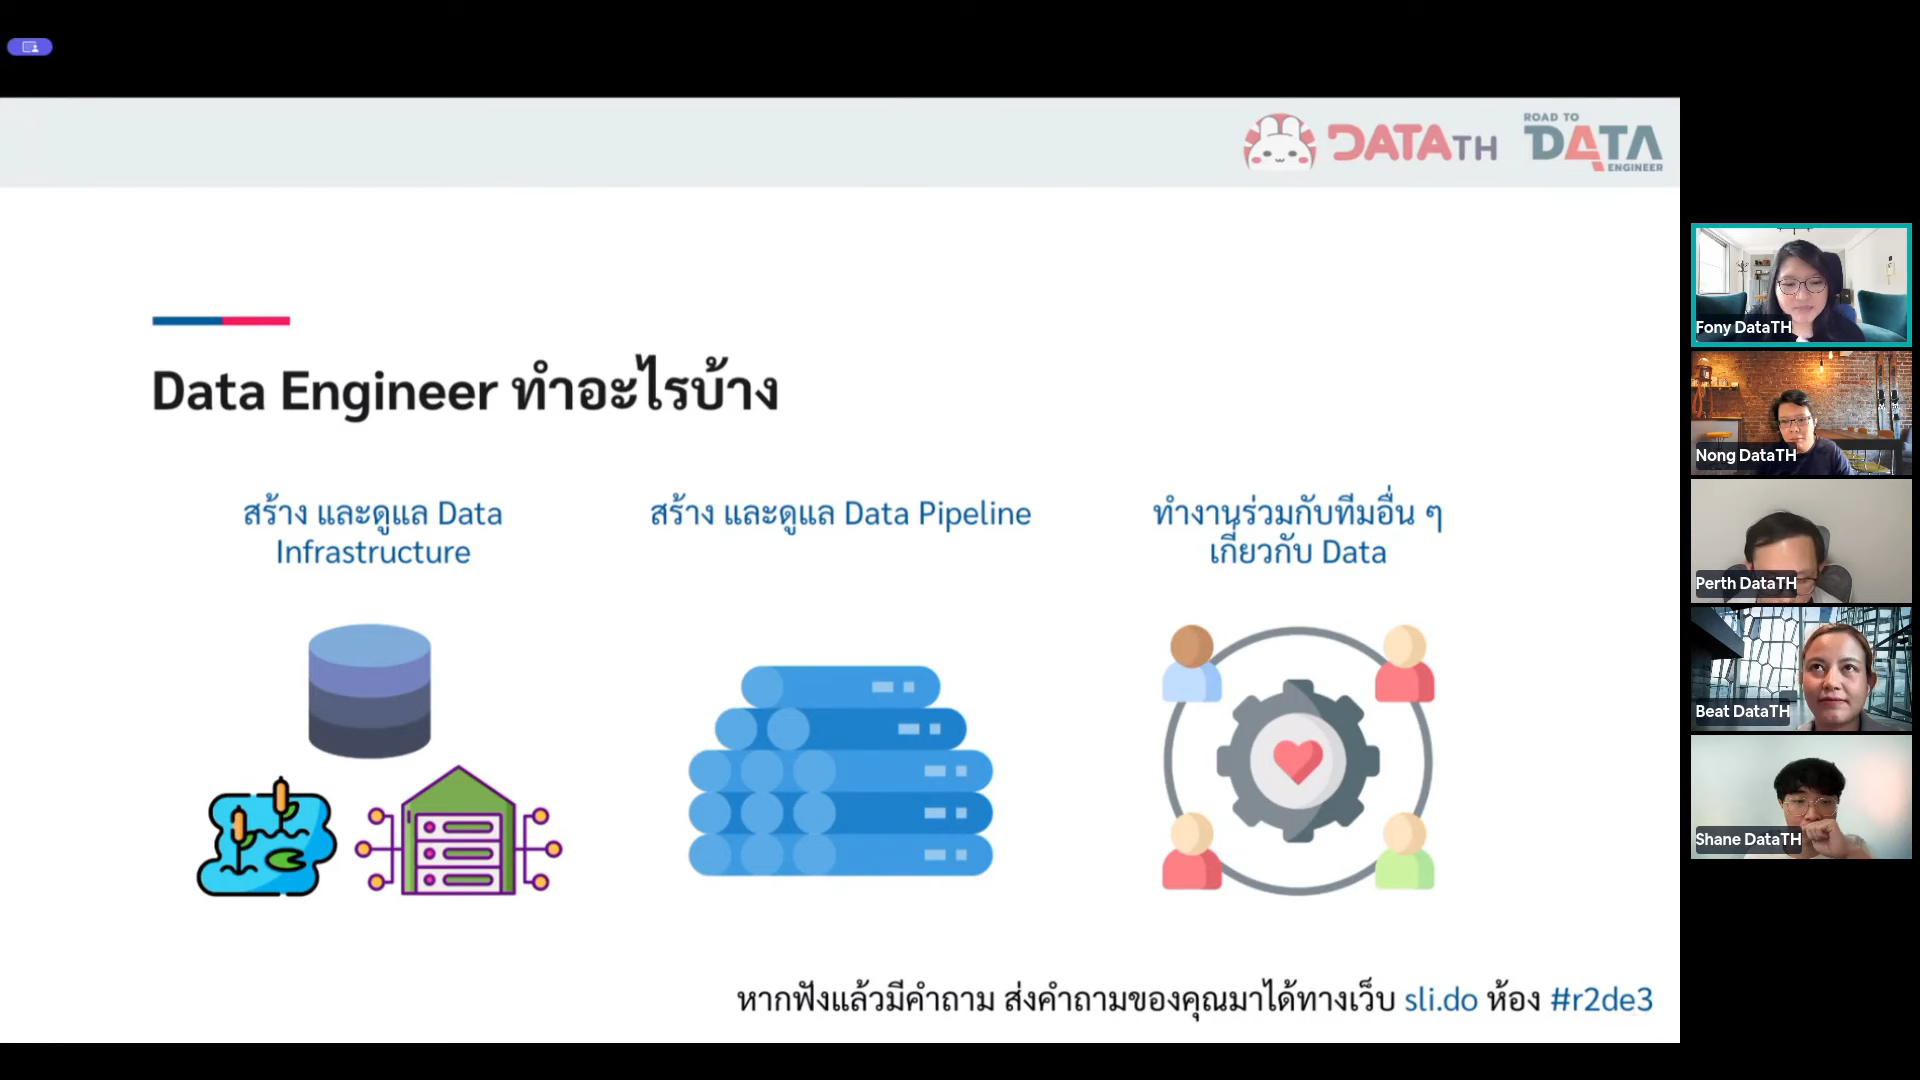 DATA TH
ROAD TO
DATA
ENGINEER
Data Engineer ทำอะไรบ้าง
สร้าง และดูแล Data
Infrastructure
สร้าง และดูแล Data Pipeline
ทำงานร่วมกับทีมอื่น ๆ
เกี่ยวกับ Data
หากฟังแล้วมีคำถาม ส่งคำถามของคุณมาได้ทางเว็บ sli.do ห้อง #r2de3
Fony DataTH
Nong DataTH
Perth DataTH
Beat DataTH
Shane DataTH